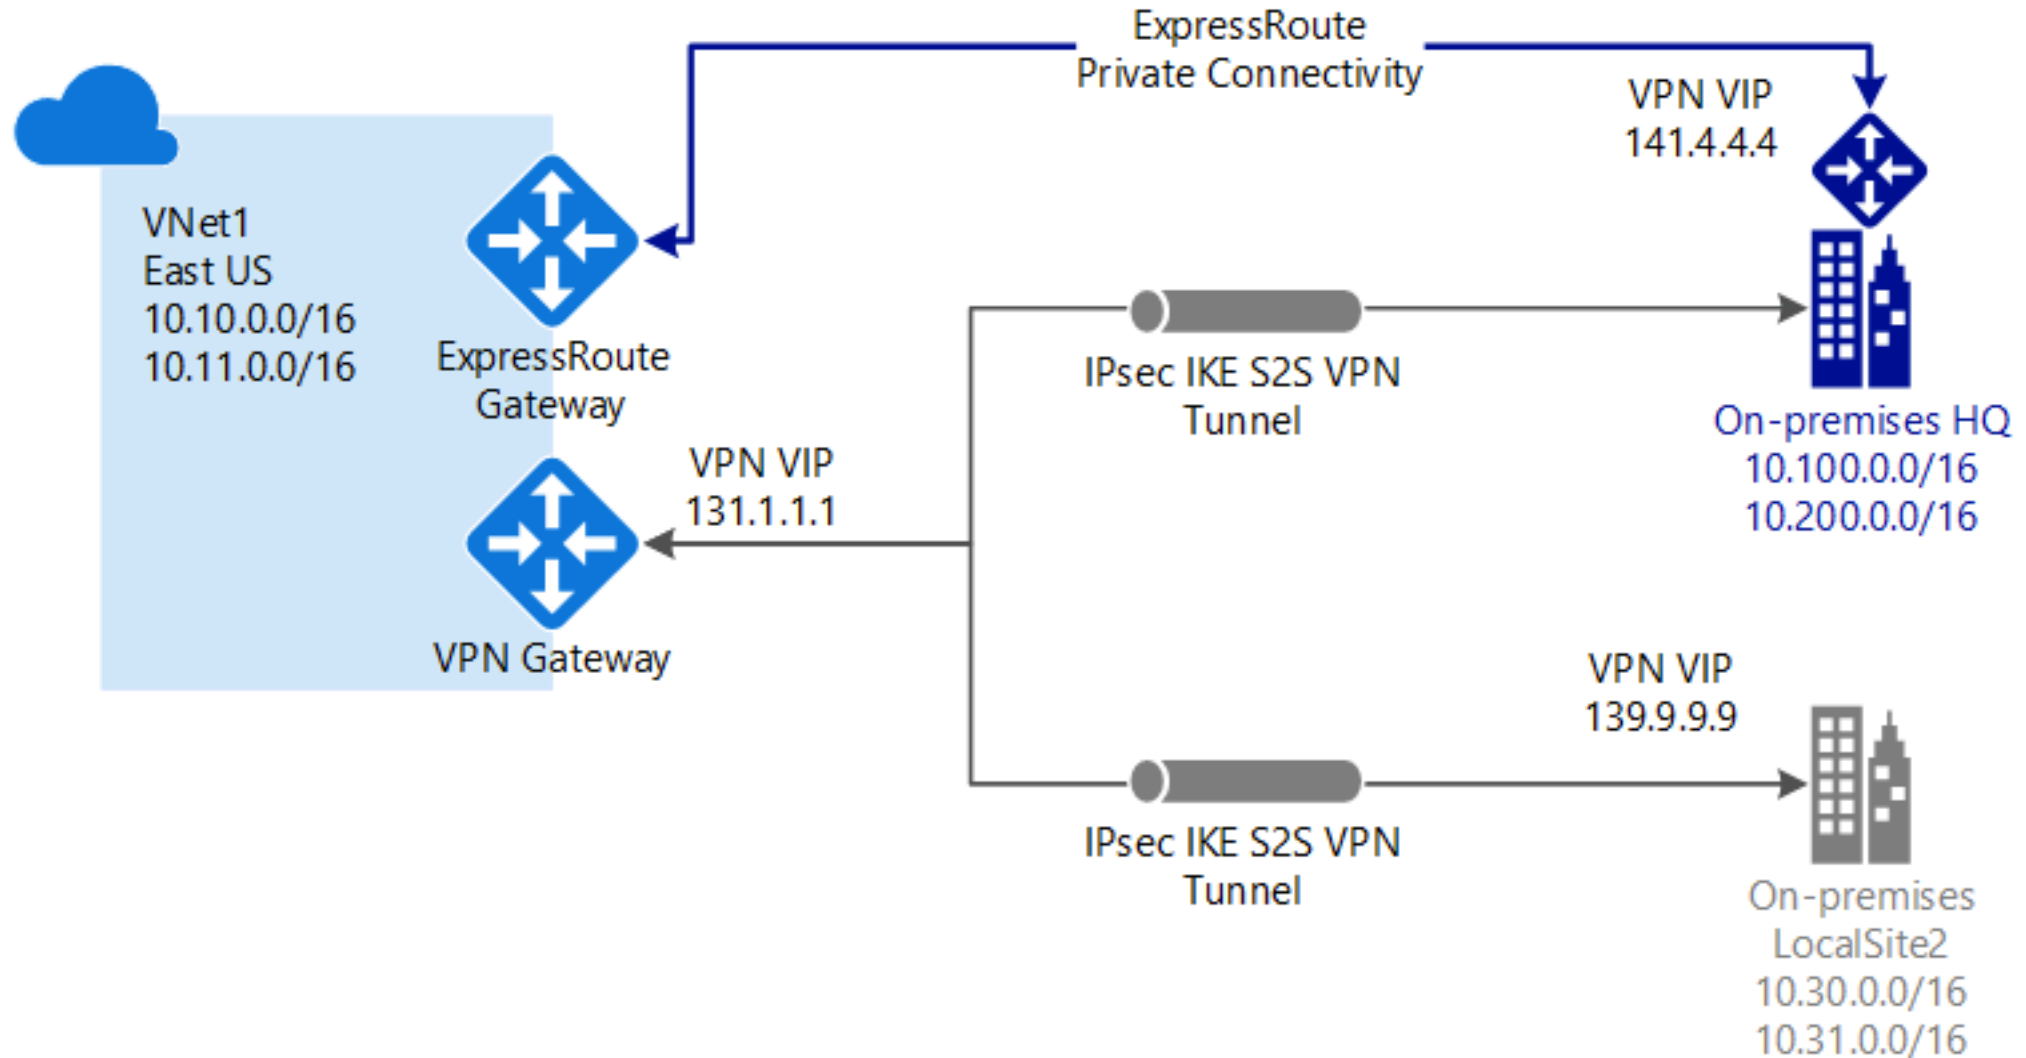 ExpressRoute
Private Connectivity
VPN VIP
141.4.4.4
VNet1
East US
10.10.0.0/16
10.11.0.0/16
ExpressRoute
Gateway
IPsec IKE S2S VPN
Tunnel
On-premises HQ
10.100.0.0/16
10.200.0.0/16
VPN VIP
131.1.1.1
VPN Gateway
VPN VIP
139.9.9.9
IPsec IKE S2S VPN
Tunnel
On-premises
LocalSite2
10.30.0.0/16
10.31.0.0/16